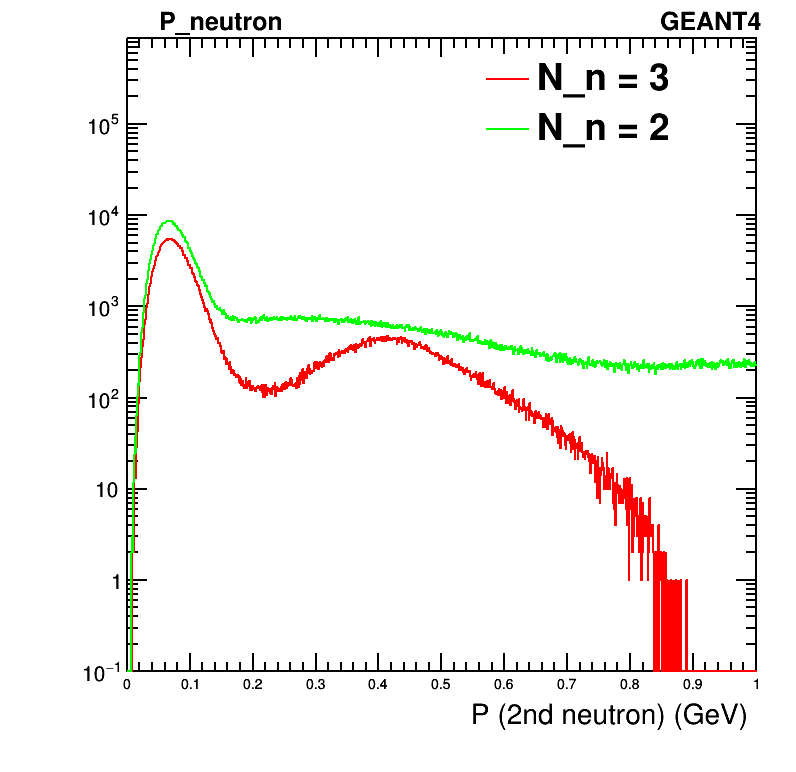 P_neutron GEANT4
N_n = 3
N_n = 2
10^5
10^4
10^3
10^2
10
1
10^−1
0 0.1 0.2 0.3 0.4 0.5 0.6 0.7 0.8 0.9 1
P (2nd neutron) (GeV)